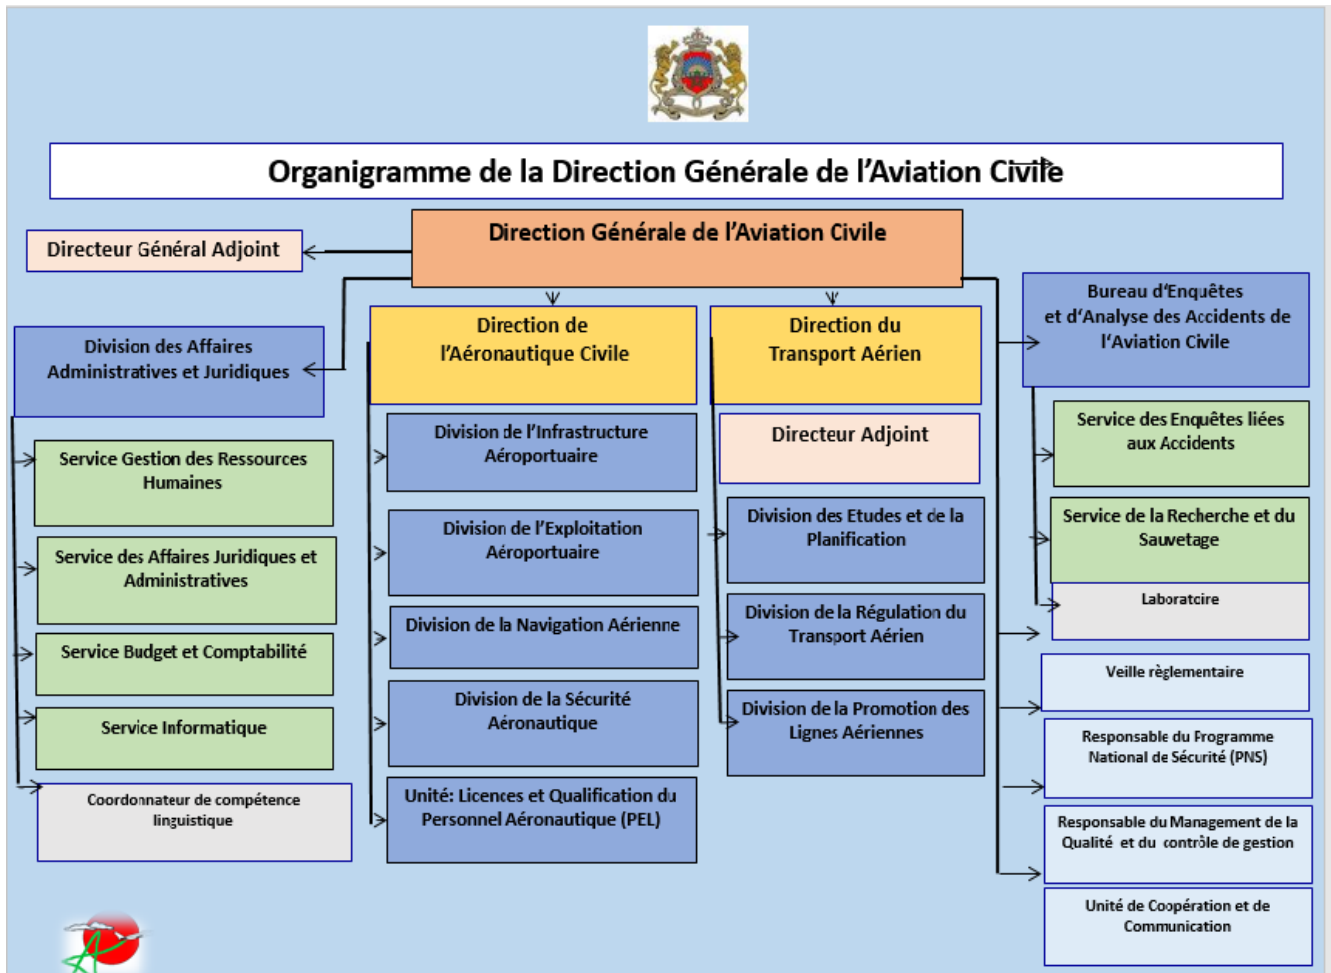 Organigramme de la Direction Générale de l'Aviation Civile
Direction Générale de l'Aviation Civile
Directeur Général Adjoint
Division des Affaires
Administratives et Juridiques
Service Gestion des Ressources
Humaines
Service des Affaires Juridiques et
Administratives
Service Budget et Comptabilité
Service Informatique
Coordonnateur de compétence
linguistique
Direction de
l'Aéronautique Civile
Division de l'Infrastructure
Aéroportuaire
Division de l'Exploitation
Aéroportuaire
Division de la Navigation Aérienne
Division de la Sécurité
Aéronautique
Unité: Licences et Qualification du
Personnel Aéronautique (PEL)
Direction du
Transport Aérien
Directeur Adjoint
Division des Etudes et de la
Planification
Division de la Régulation du
Transport Aérien
Division de la Promotion des
Lignes Aériennes
Bureau d'Enquêtes
et d'Analyse des Accidents de
l'Aviation Civile
Service des Enquêtes liées
aux Accidents
Service de la Recherche et du
Sauvetage
Laboratoire
Veille règlementaire
Responsable du Programme
National de Sécurité (PNS)
Responsable du Management de la
Qualité et du contrôle de gestion
Unité de Coopération et de
Communication